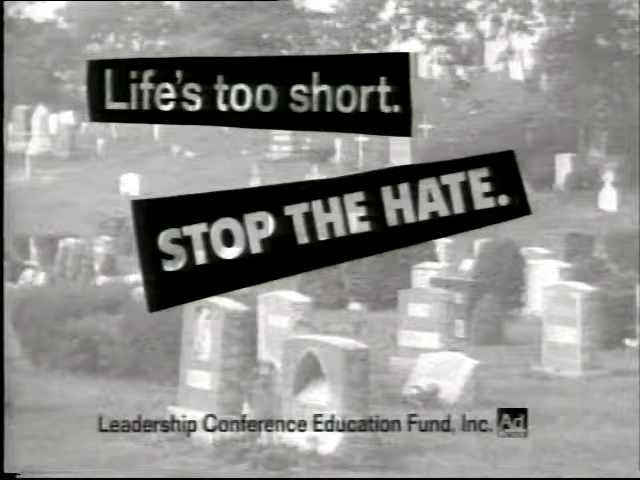 Life's too short.
STOP THE HATE.
Leadership Conference Education Fund, Inc. Ad